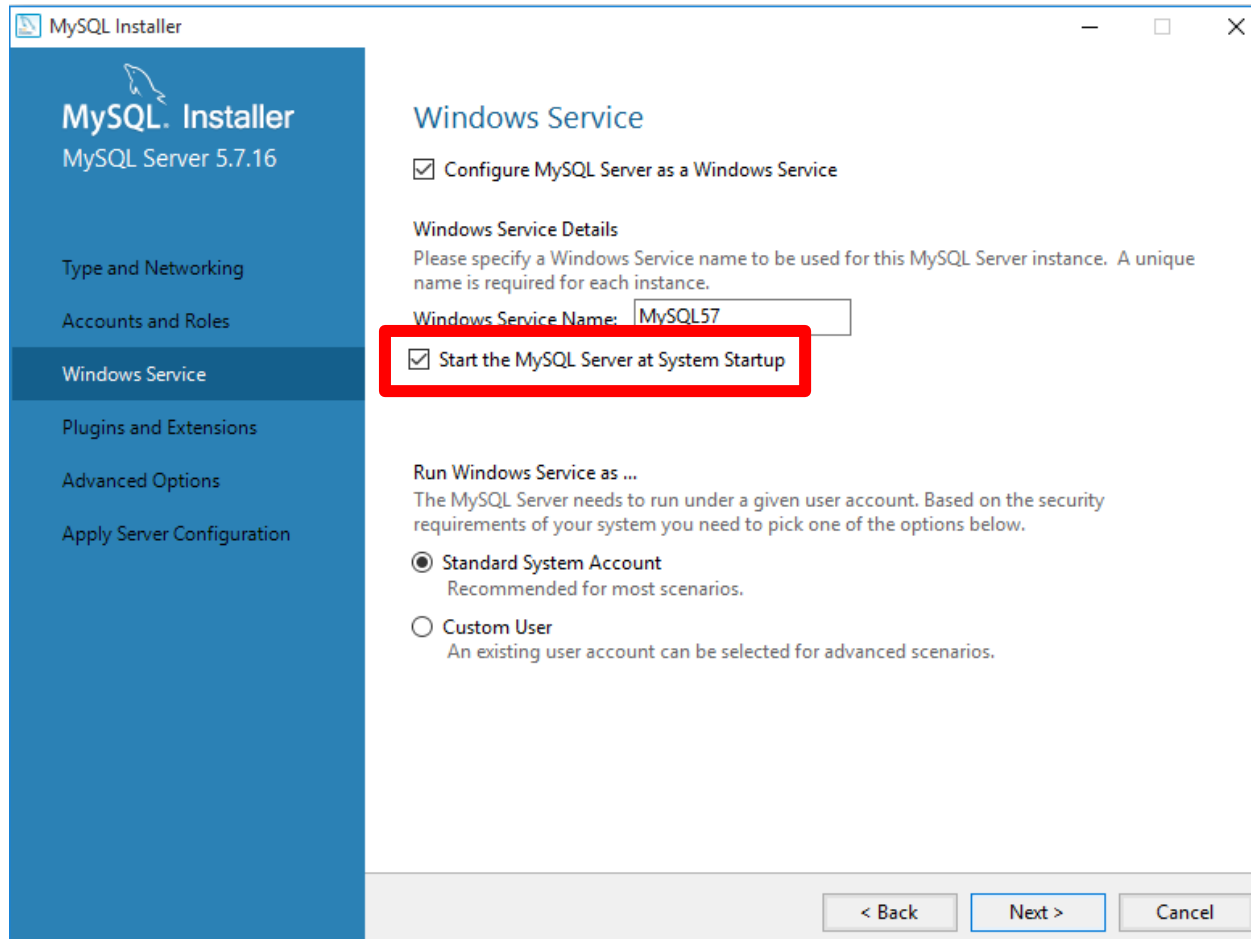 MySQL Installer
MySQL. Installer
MySQL Server 5.7.16
Type and Networking
Accounts and Roles
Windows Service
Plugins and Extensions
Advanced Options
Apply Server Configuration
Windows Service
Configure MySQL Server as a Windows Service
Windows Service Details
Please specify a Windows Service name to be used for this MySQL Server instance. A unique
name is required for each instance.
Windows Service Name: MySQL57
Start the MySQL Server at System Startup
Run Windows Service as ...
The MySQL Server needs to run under a given user account. Based on the security
requirements of your system you need to pick one of the options below.
Standard System Account
Recommended for most scenarios.
Custom User
An existing user account can be selected for advanced scenarios.
< Back Next > Cancel